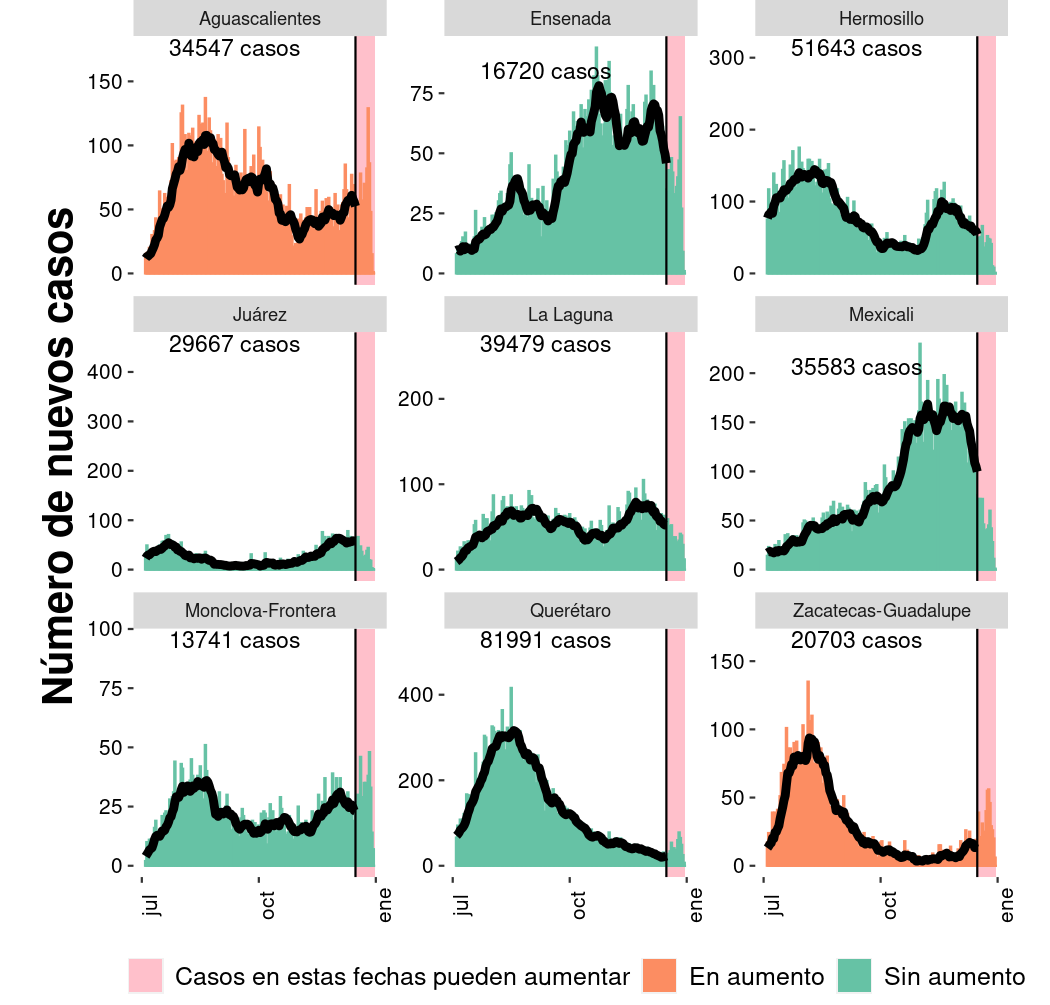 Número de nuevos casos
Aguascalientes
34547 casos
150
100
50
0
Ensenada
16720 casos
75
50
25
0
Hermosillo
51643 casos
300
200
100
0
Juárez
29667 casos
400
300
200
100
0
La Laguna
39479 casos
200
100
0
Mexicali
35583 casos
200
150
100
50
0
Monclova-Frontera
13741 casos
100
75
50
25
0
Querétaro
81991 casos
400
200
0
Zacatecas-Guadalupe
20703 casos
150
100
50
0
jul oct ene
jul oct ene
jul oct ene
Casos en estas fechas pueden aumentar En aumento Sin aumento